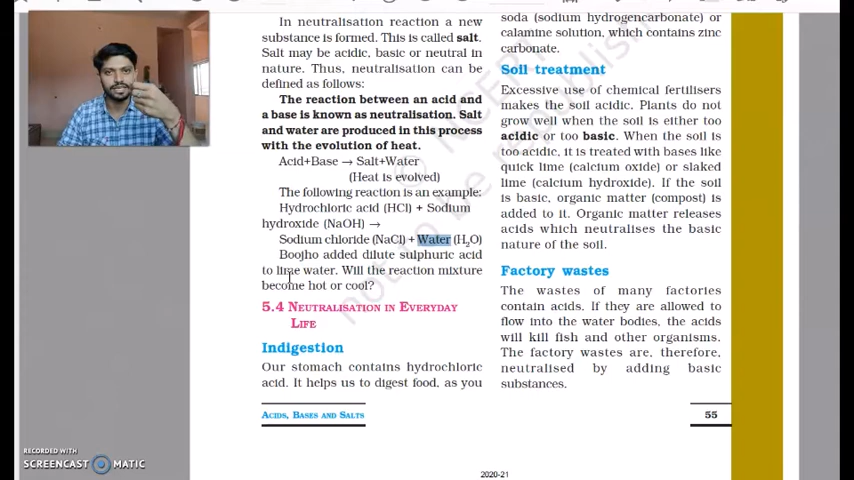 In neutralisation reaction a new
substance is formed. This is called salt.
Salt may be acidic, basic or neutral in
nature. Thus, neutralisation can be
defined as follows:
The reaction between an acid and
a base is known as neutralisation. Salt
and water are produced in this process
with the evolution of heat.
Acid+Base → Salt+Water
(Heat is evolved)
The following reaction is an example:
Hydrochloric acid (HCl) + Sodium
hydroxide (NaOH) →
Sodium chloride (NaCl) + Water (H₂O)
Boojho added dilute sulphuric acid
to lime water. Will the reaction mixture
become hot or cool?
5.4 NEUTRALISATION IN EVERYDAY
LIFE
Indigestion
Our stomach contains hydrochloric
acid. It helps us to digest food, as you
soda (sodium hydrogencarbonate) or
calamine solution, which contains zinc
carbonate.
Soil treatment
Excessive use of chemical fertilisers
makes the soil acidic. Plants do not
grow well when the soil is either too
acidic or too basic. When the soil is
too acidic, it is treated with bases like
quick lime (calcium oxide) or slaked
lime (calcium hydroxide). If the soil
is basic, organic matter (compost) is
added to it. Organic matter releases
acids which neutralises the basic
nature of the soil.
Factory wastes
The wastes of many factories
contain acids. If they are allowed to
flow into the water bodies, the acids
will kill fish and other organisms.
The factory wastes are, therefore,
neutralised by adding basic
substances.
ACIDS, BASES AND SALTS
55
2020-21
© NCERT
not to be republished
RECORDED WITH
SCREENCAST MATIC